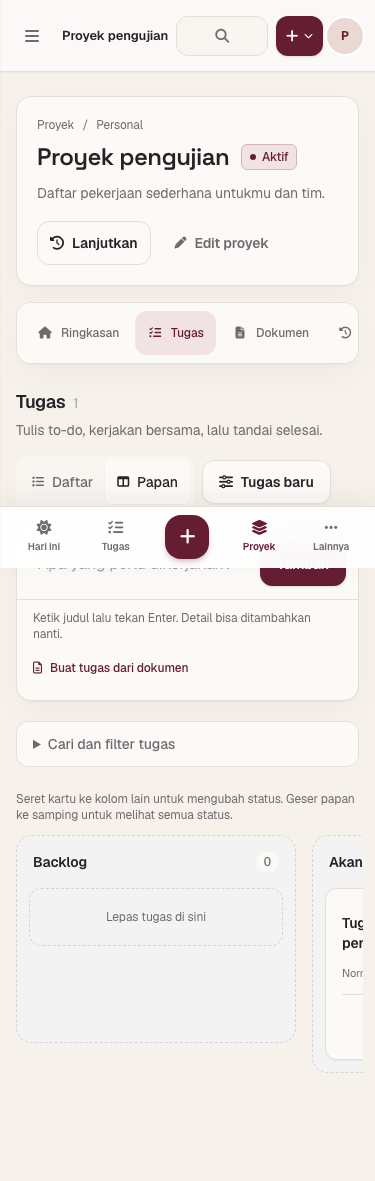 Proyek pengujian
P
Proyek / Personal
Proyek pengujian
Aktif
Daftar pekerjaan sederhana untukmu dan tim.
Lanjutkan
Edit proyek
Ringkasan
Tugas
Dokumen
Tugas 1
Tulis to-do, kerjakan bersama, lalu tandai selesai.
Daftar
Papan
Tugas baru
Hari ini
Tugas
Proyek
Lainnya
Ketik judul lalu tekan Enter. Detail bisa ditambahkan
nanti.
Buat tugas dari dokumen
Cari dan filter tugas
Seret kartu ke kolom lain untuk mengubah status. Geser papan
ke samping untuk melihat semua status.
Backlog
0
Akan
Lepas tugas di sini
Tug
per
Norr